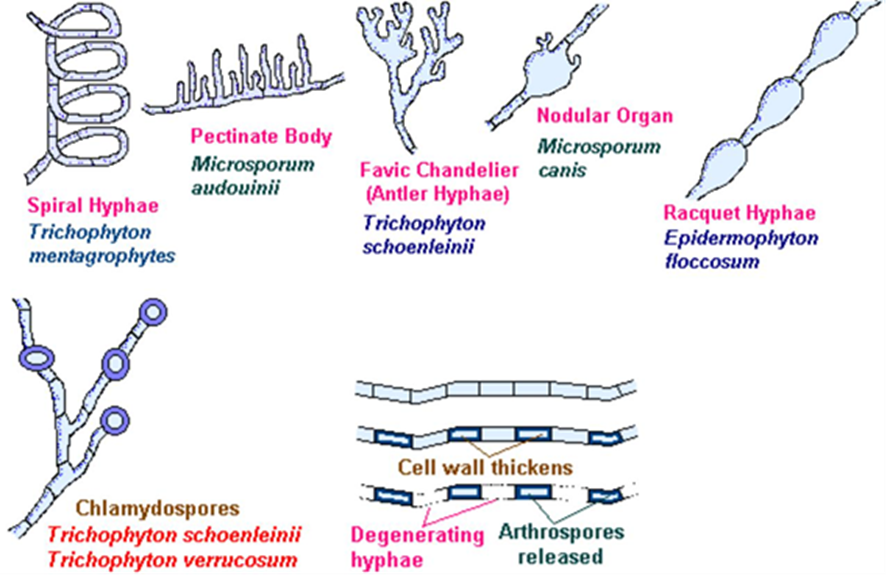 Spiral Hyphae
Trichophyton
mentagrophytes
Pectinate Body
Microsporum
audouinii
Favic Chandelier
(Antler Hyphae)
Trichophyton
schoenleinii
Nodular Organ
Microsporum
canis
Racquet Hyphae
Epidermophyton
floccosum
Chlamydospores
Trichophyton schoenleinii
Trichophyton verrucosum
Cell wall thickens
Degenerating
hyphae
Arthrospores
released